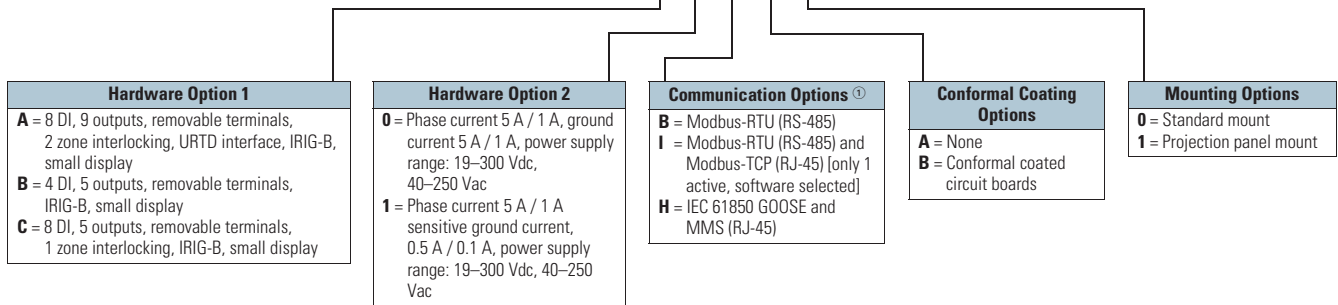 Hardware Option 1
A = 8 DI, 9 outputs, removable terminals,
2 zone interlocking, URTD interface, IRIG-B,
small display
B = 4 DI, 5 outputs, removable terminals,
IRIG-B, small display
C = 8 DI, 5 outputs, removable terminals,
1 zone interlocking, IRIG-B, small display
Hardware Option 2
0 = Phase current 5 A / 1 A, ground
current 5 A / 1 A, power supply
range: 19–300 Vdc,
40–250 Vac
1 = Phase current 5 A / 1 A
sensitive ground current,
0.5 A / 0.1 A, power supply
range: 19–300 Vdc, 40–250
Vac
Communication Options ①
B = Modbus-RTU (RS-485)
I = Modbus-RTU (RS-485) and
Modbus-TCP (RJ-45) [only 1
active, software selected]
H = IEC 61850 GOOSE and
MMS (RJ-45)
Conformal Coating
Options
A = None
B = Conformal coated
circuit boards
Mounting Options
0 = Standard mount
1 = Projection panel mount